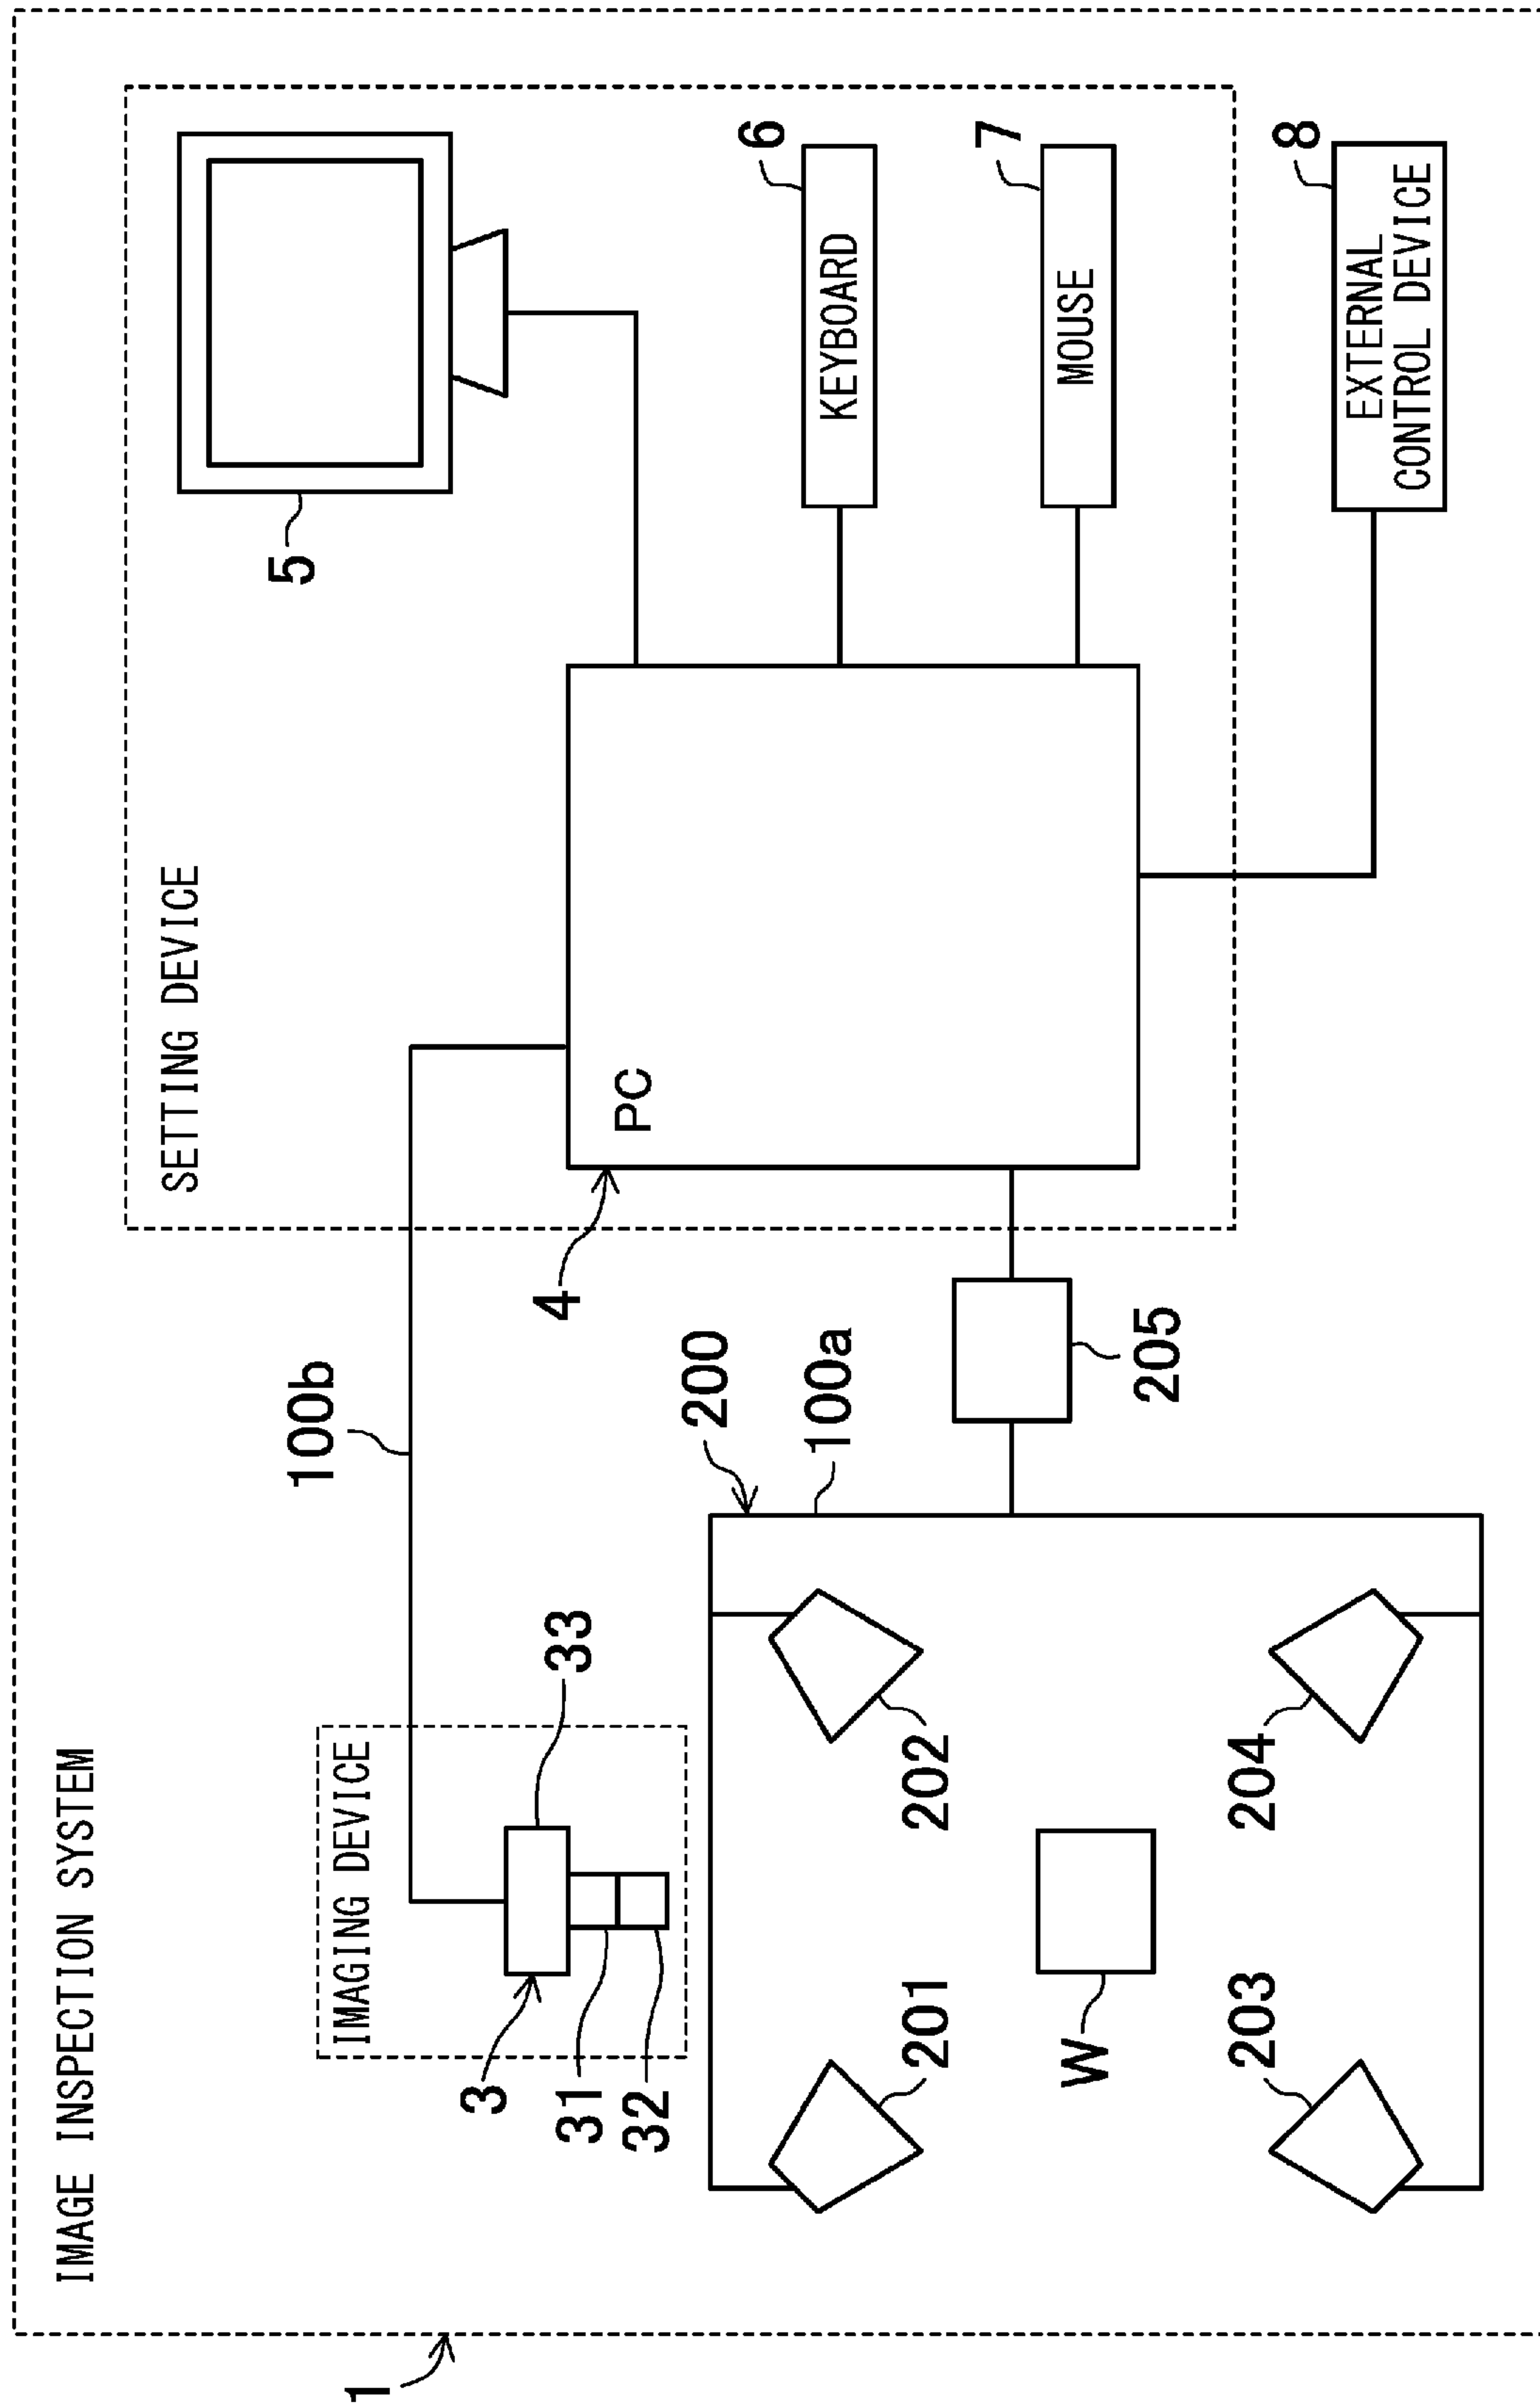 1
IMAGE INSPECTION SYSTEM
SETTING DEVICE
100b
5
IMAGING DEVICE
3
33
31
32
4
PC
6
KEYBOARD
200
100a
7
MOUSE
201
202
W
205
203
204
8
EXTERNAL
CONTROL DEVICE